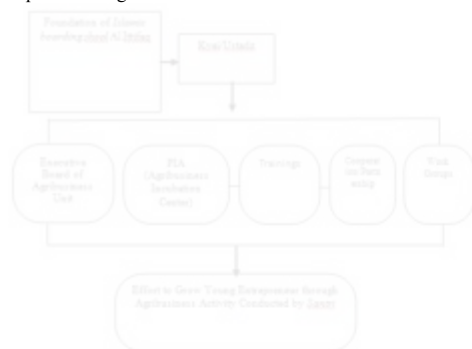 Foundation of Islamic
boarding shool Al Ittifaq
Kyai/Ustadz
Executive
Board of
Agribusiness
Unit
PIA
(Agribusiness
Incubation
Center)
Trainings
Groups
Effort to Grow Young Entrepreneur through
Agribusiness Activity Conducted by Santri